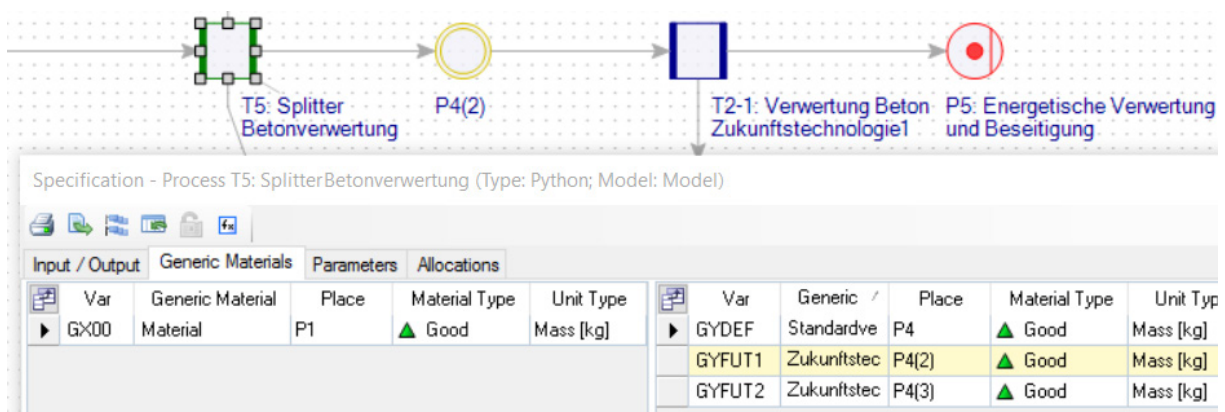 T5: Splitter
Betonverwertung
P4(2)
T2-1: Verwertung Beton
Zukunftstechnologie1
P5: Energetische Verwertung
und Beseitigung
Specification - Process T5: SplitterBetonverwertung (Type: Python; Model: Model)
Input / Output Generic Materials Parameters Allocations
Var Generic Material Place Material Type Unit Type
GX00 Material P1 Good Mass [kg]
Var Generic Place Material Type Unit Typ
GYDEF Standardve P4 Good Mass [kg]
GYFUT1 Zukunftstec P4(2) Good Mass [kg]
GYFUT2 Zukunftstec P4(3) Good Mass [kg]